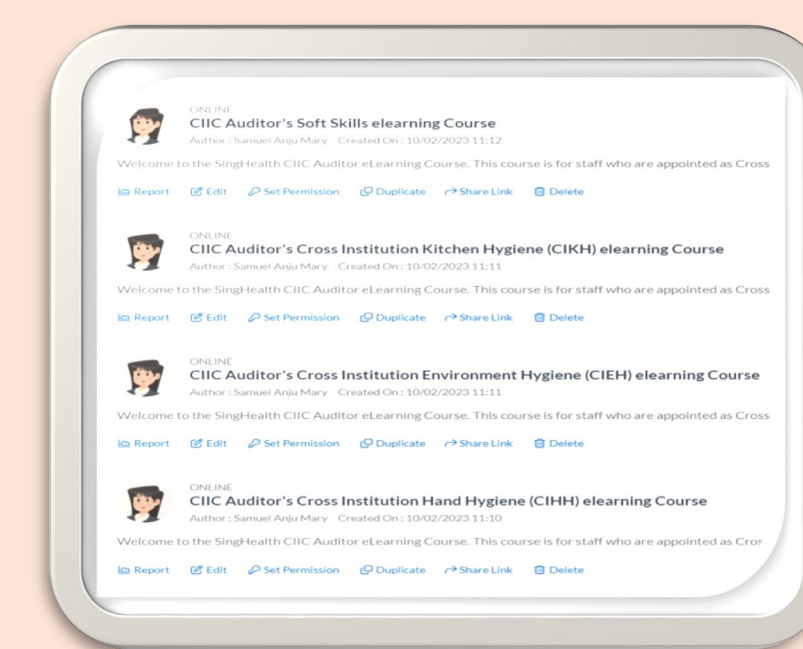 ONLINE
CIIC Auditor's Soft Skills elearning Course
Author : Samuel Anju Mary Created On : 10/02/2023 11:12
Welcome to the SingHealth CIIC Auditor eLearning Course. This course is for staff who are appointed as Cross
Report Edit Set Permission Duplicate Share Link Delete
ONLINE
CIIC Auditor's Cross Institution Kitchen Hygiene (CIKH) elearning Course
Author : Samuel Anju Mary Created On : 10/02/2023 11:11
Welcome to the SingHealth CIIC Auditor eLearning Course. This course is for staff who are appointed as Cross
Report Edit Set Permission Duplicate Share Link Delete
ONLINE
CIIC Auditor's Cross Institution Environment Hygiene (CIEH) elearning Course
Author : Samuel Anju Mary Created On : 10/02/2023 11:11
Welcome to the SingHealth CIIC Auditor eLearning Course. This course is for staff who are appointed as Cross
Report Edit Set Permission Duplicate Share Link Delete
ONLINE
CIIC Auditor's Cross Institution Hand Hygiene (CIHH) elearning Course
Author : Samuel Anju Mary Created On : 10/02/2023 11:10
Welcome to the SingHealth CIIC Auditor eLearning Course. This course is for staff who are appointed as Cros
Report Edit Set Permission Duplicate Share Link Delete